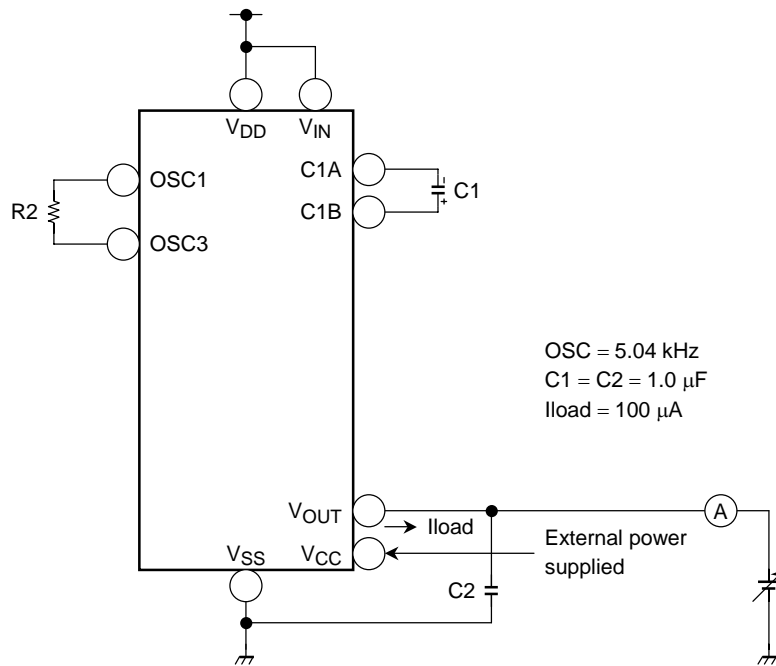 VDD
VIN
OSC1
C1A
C1
R2
C1B
OSC3
OSC = 5.04 kHz
C1 = C2 = 1.0 μF
Iload = 100 μA
VOUT
A
Iload
VSS
VCC
External power
supplied
C2